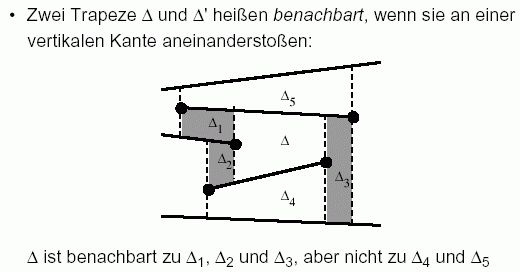 • Zwei Trapeze Δ und Δ' heißen benachbart, wenn sie an einer
vertikalen Kante aneinanderstoßen:
Δ5
Δ1
Δ
Δ2
Δ3
Δ4
Δ ist benachbart zu Δ1, Δ2 und Δ3, aber nicht zu Δ4 und Δ5